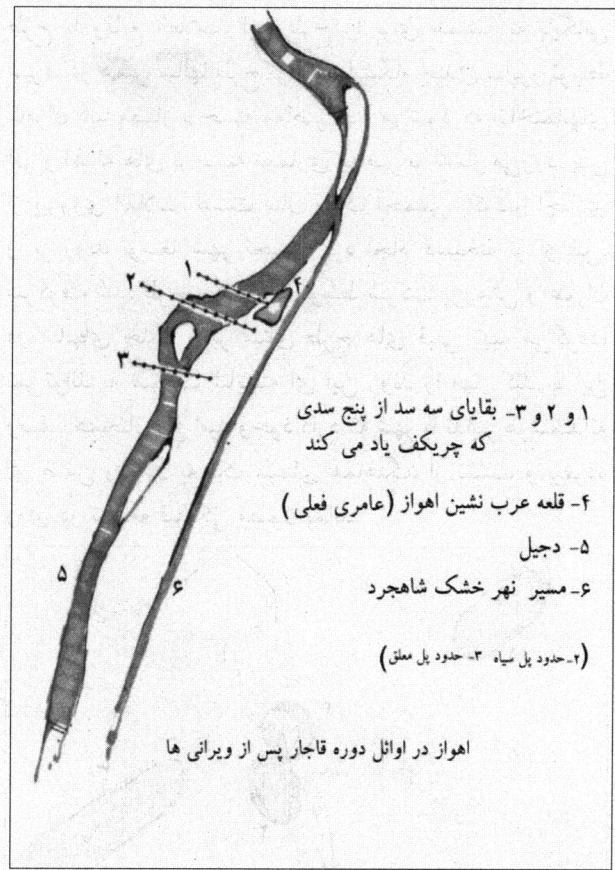 ۱
۴
۲
۳
۱ و ۲ و ۳- بقایای سه سد از پنج سدی
که چریکف یاد می کند
۴- قلعه عرب نشین اهواز (عامری فعلی)
۵- دجیل
۶- مسیر نهر خشک شاهجرد
۵
۶
(۲- حدود پل سیاه ۳- حدود پل معلق)
اهواز در اوائل دوره قاجار پس از ویرانی ها